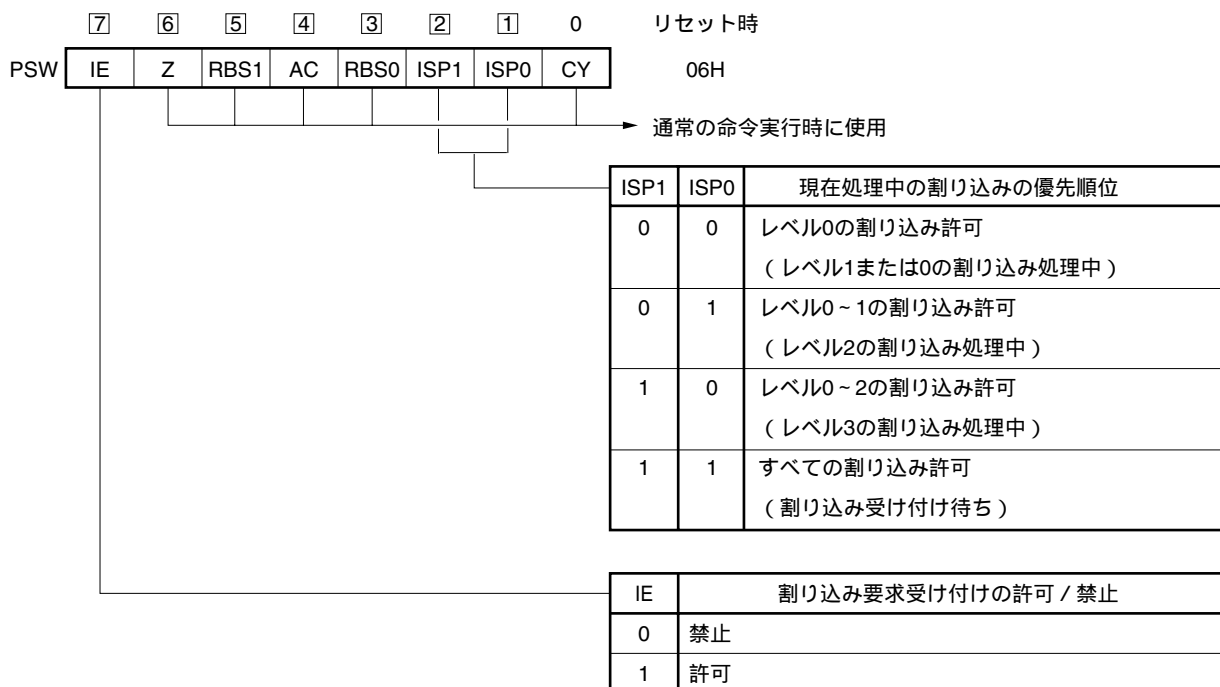 7 6 5 4 3 2 1 0 リセット時
PSW IE Z RBS1 AC RBS0 ISP1 ISP0 CY 06H
通常の命令実行時に使用
ISP1 ISP0 現在処理中の割り込みの優先順位
0 0 レベル0の割り込み許可
（レベル1または0の割り込み処理中）
0 1 レベル0~1の割り込み許可
（レベル2の割り込み処理中）
1 0 レベル0~2の割り込み許可
（レベル3の割り込み処理中）
1 1 すべての割り込み許可
（割り込み受け付け待ち）
IE 割り込み要求受け付けの許可/禁止
0 禁止
1 許可